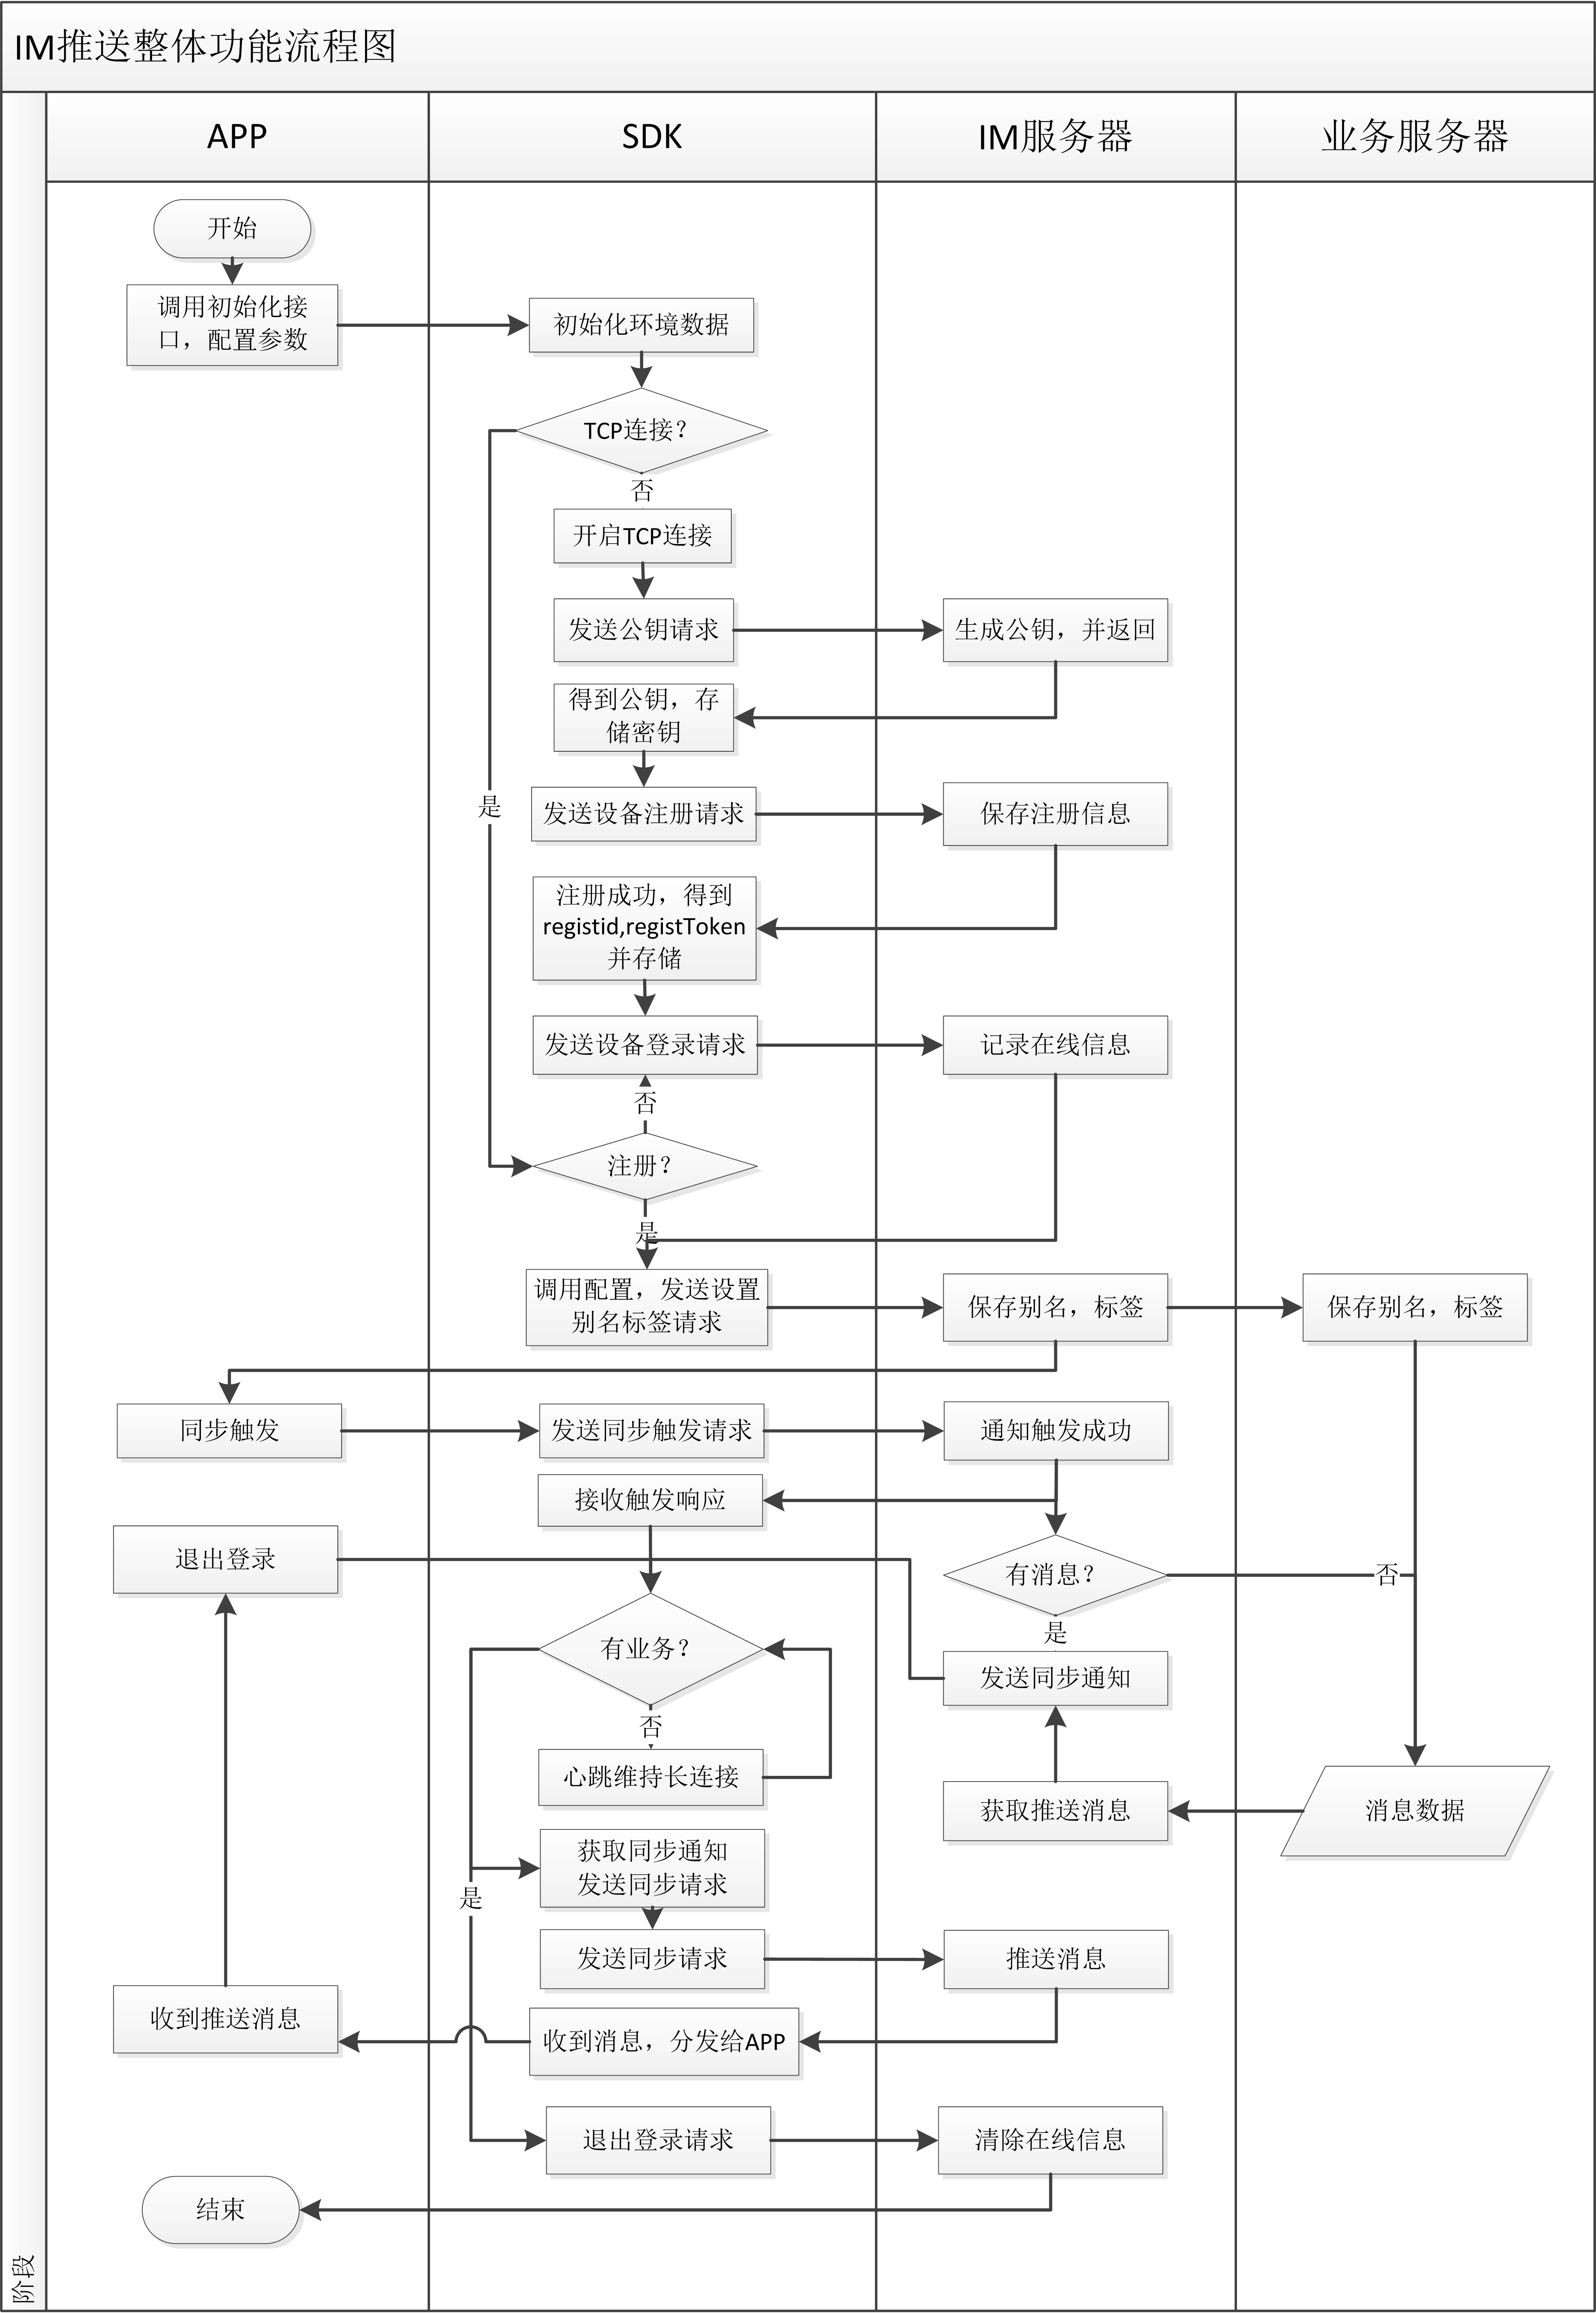 IM推送整体功能流程图
APP
SDK
IM服务器
业务服务器
开始
调用初始化接
口，配置参数
初始化环境数据
TCP连接？
否
开启TCP连接
发送公钥请求
生成公钥，并返回
得到公钥，存
储密钥
是
发送设备注册请求
保存注册信息
注册成功，得到
registid,registToken
并存储
发送设备登录请求
记录在线信息
否
注册？
是
调用配置，发送设置
别名标签请求
保存别名，标签
保存别名，标签
同步触发
发送同步触发请求
通知触发成功
接收触发响应
退出登录
有消息？
否
是
有业务？
发送同步通知
否
心跳维持长连接
获取推送消息
消息数据
获取同步通知
发送同步请求
是
发送同步请求
推送消息
收到推送消息
收到消息，分发给APP
退出登录请求
清除在线信息
结束
阶段